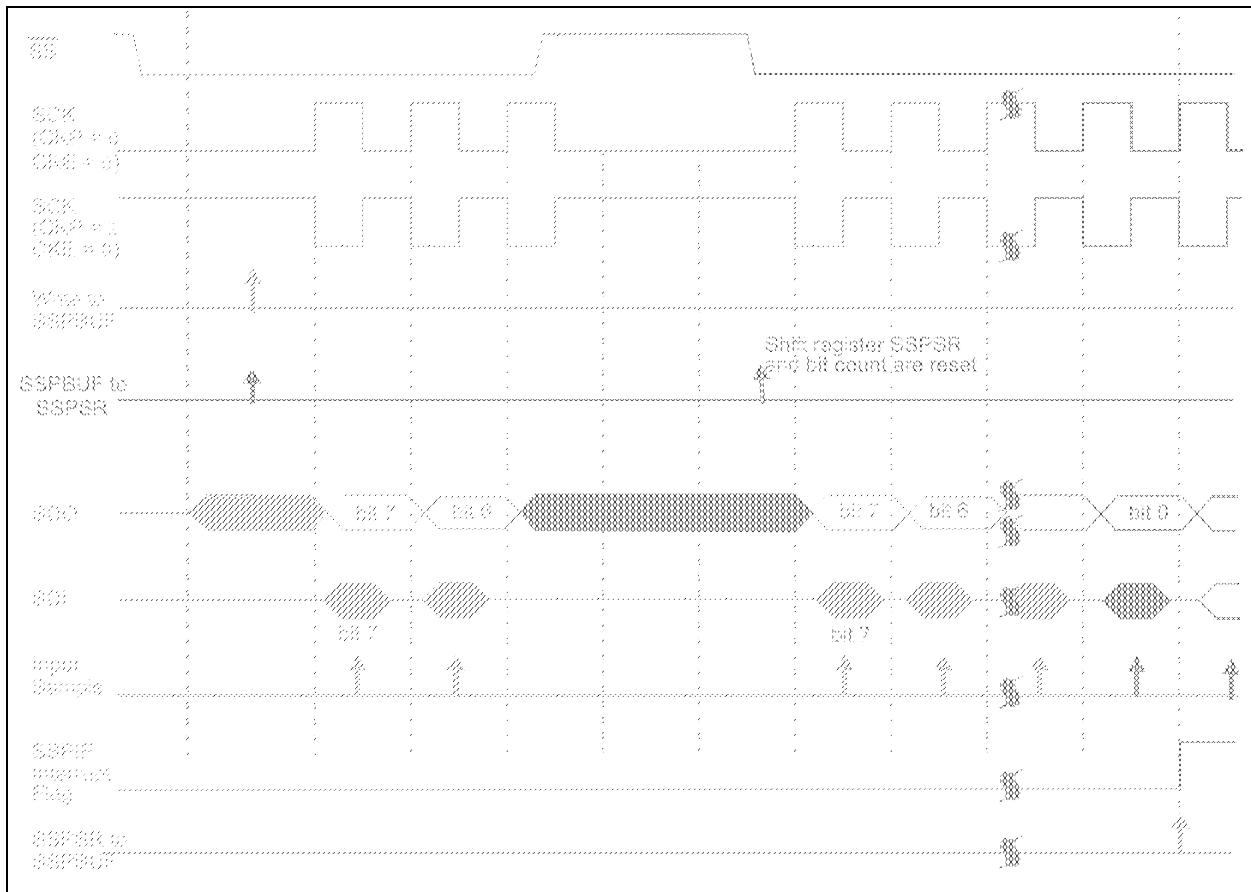 SS
SCK
(CKP = 0
CKE = 0)
SCK
(CKP = 1
CKE = 0)
Write to
SSPBUF
Shift register SSPSR
and bit count are reset
SSPBUF to
SSPSR
SDO
bit 7
bit 6
bit 7
bit 6
bit 0
SDI
bit 7
bit 7
Input
Sample
SSPIF
Interrupt
Flag
SSPSR to
SSPBUF